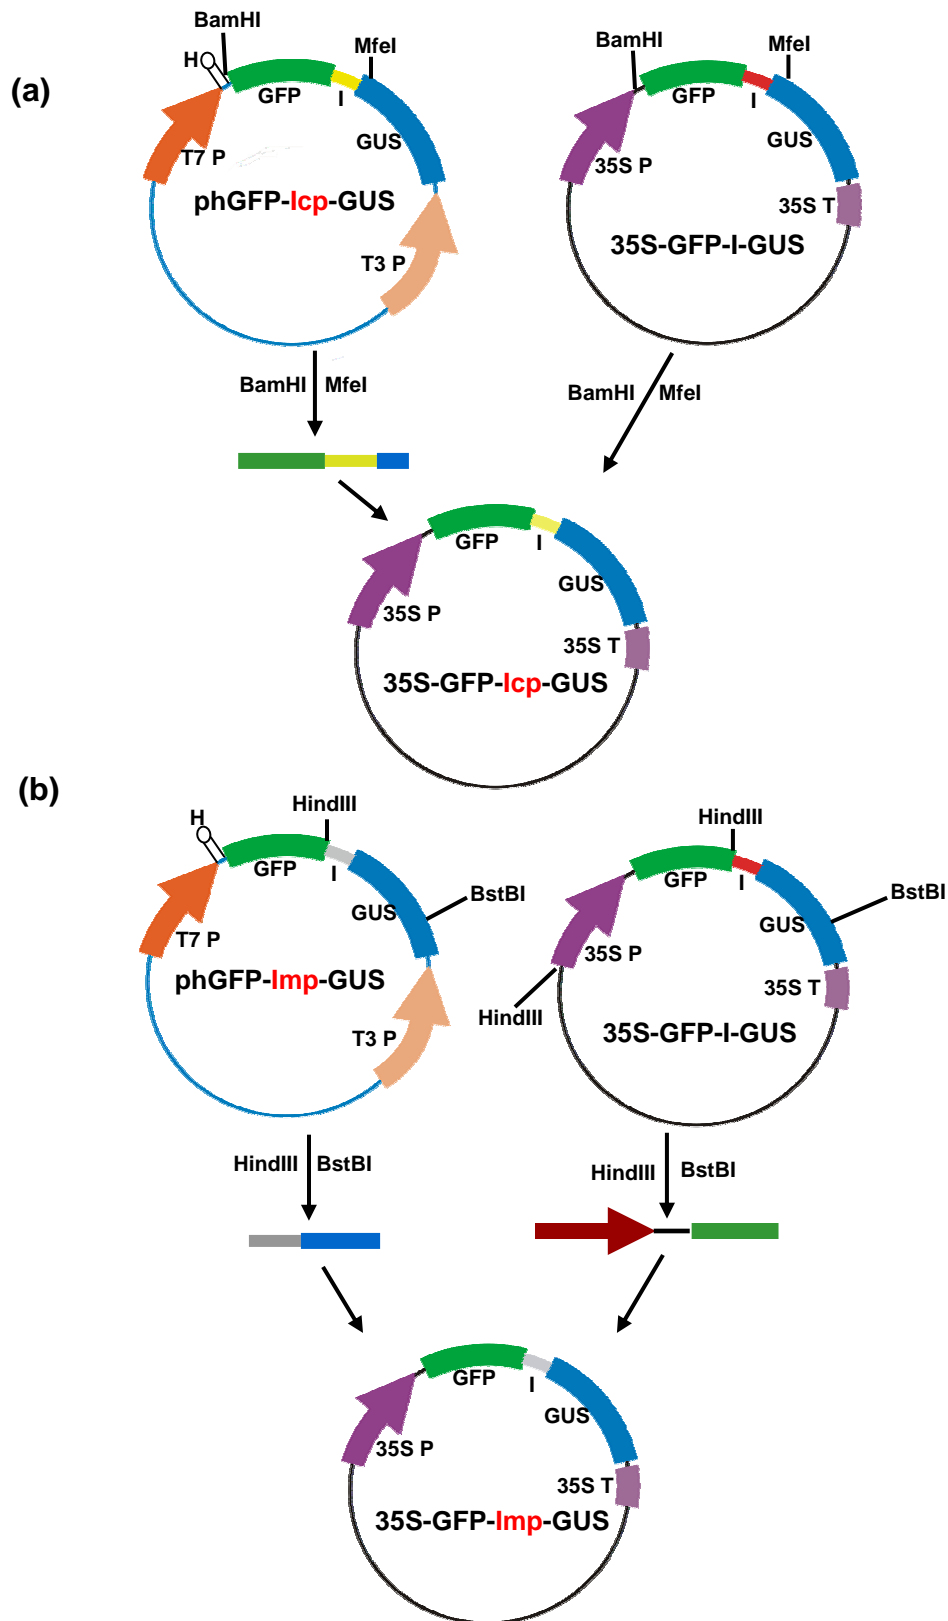 (a)
BamHI
H
MfeI
GFP
I
GUS
T7 P
phGFP-Icp-GUS
T3 P
BamHI
MfeI
GFP
I
GUS
35S P
35S T
35S-GFP-I-GUS
BamHI MfeI
BamHI MfeI
GFP
I
GUS
35S P
35S T
35S-GFP-Icp-GUS
(b)
H
HindIII
GFP
I
GUS
BstBI
T7 P
phGFP-Imp-GUS
T3 P
HindIII
GFP
I
BstBI
GUS
35S P
35S T
HindIII
35S-GFP-I-GUS
HindIII BstBI
HindIII BstBI
GFP
I
GUS
35S P
35S T
35S-GFP-Imp-GUS